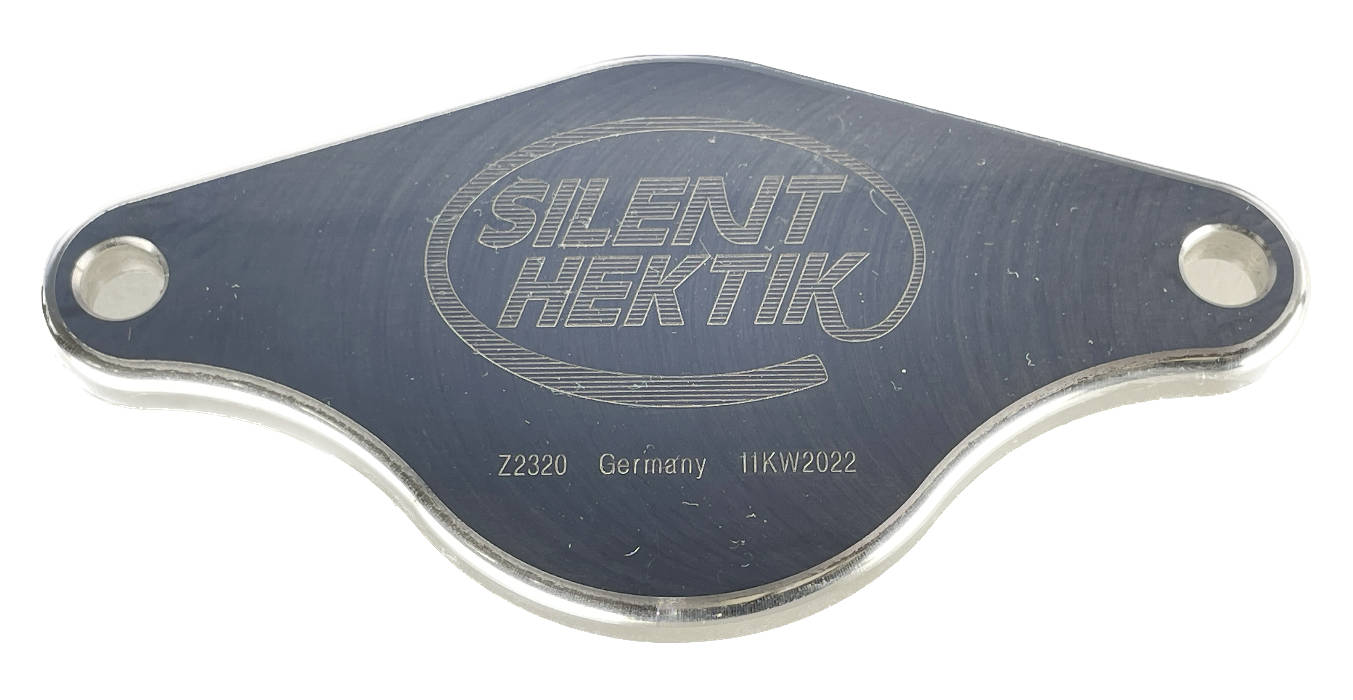 SILENT
HEKTIK
Z2320 Germany 11KW2022